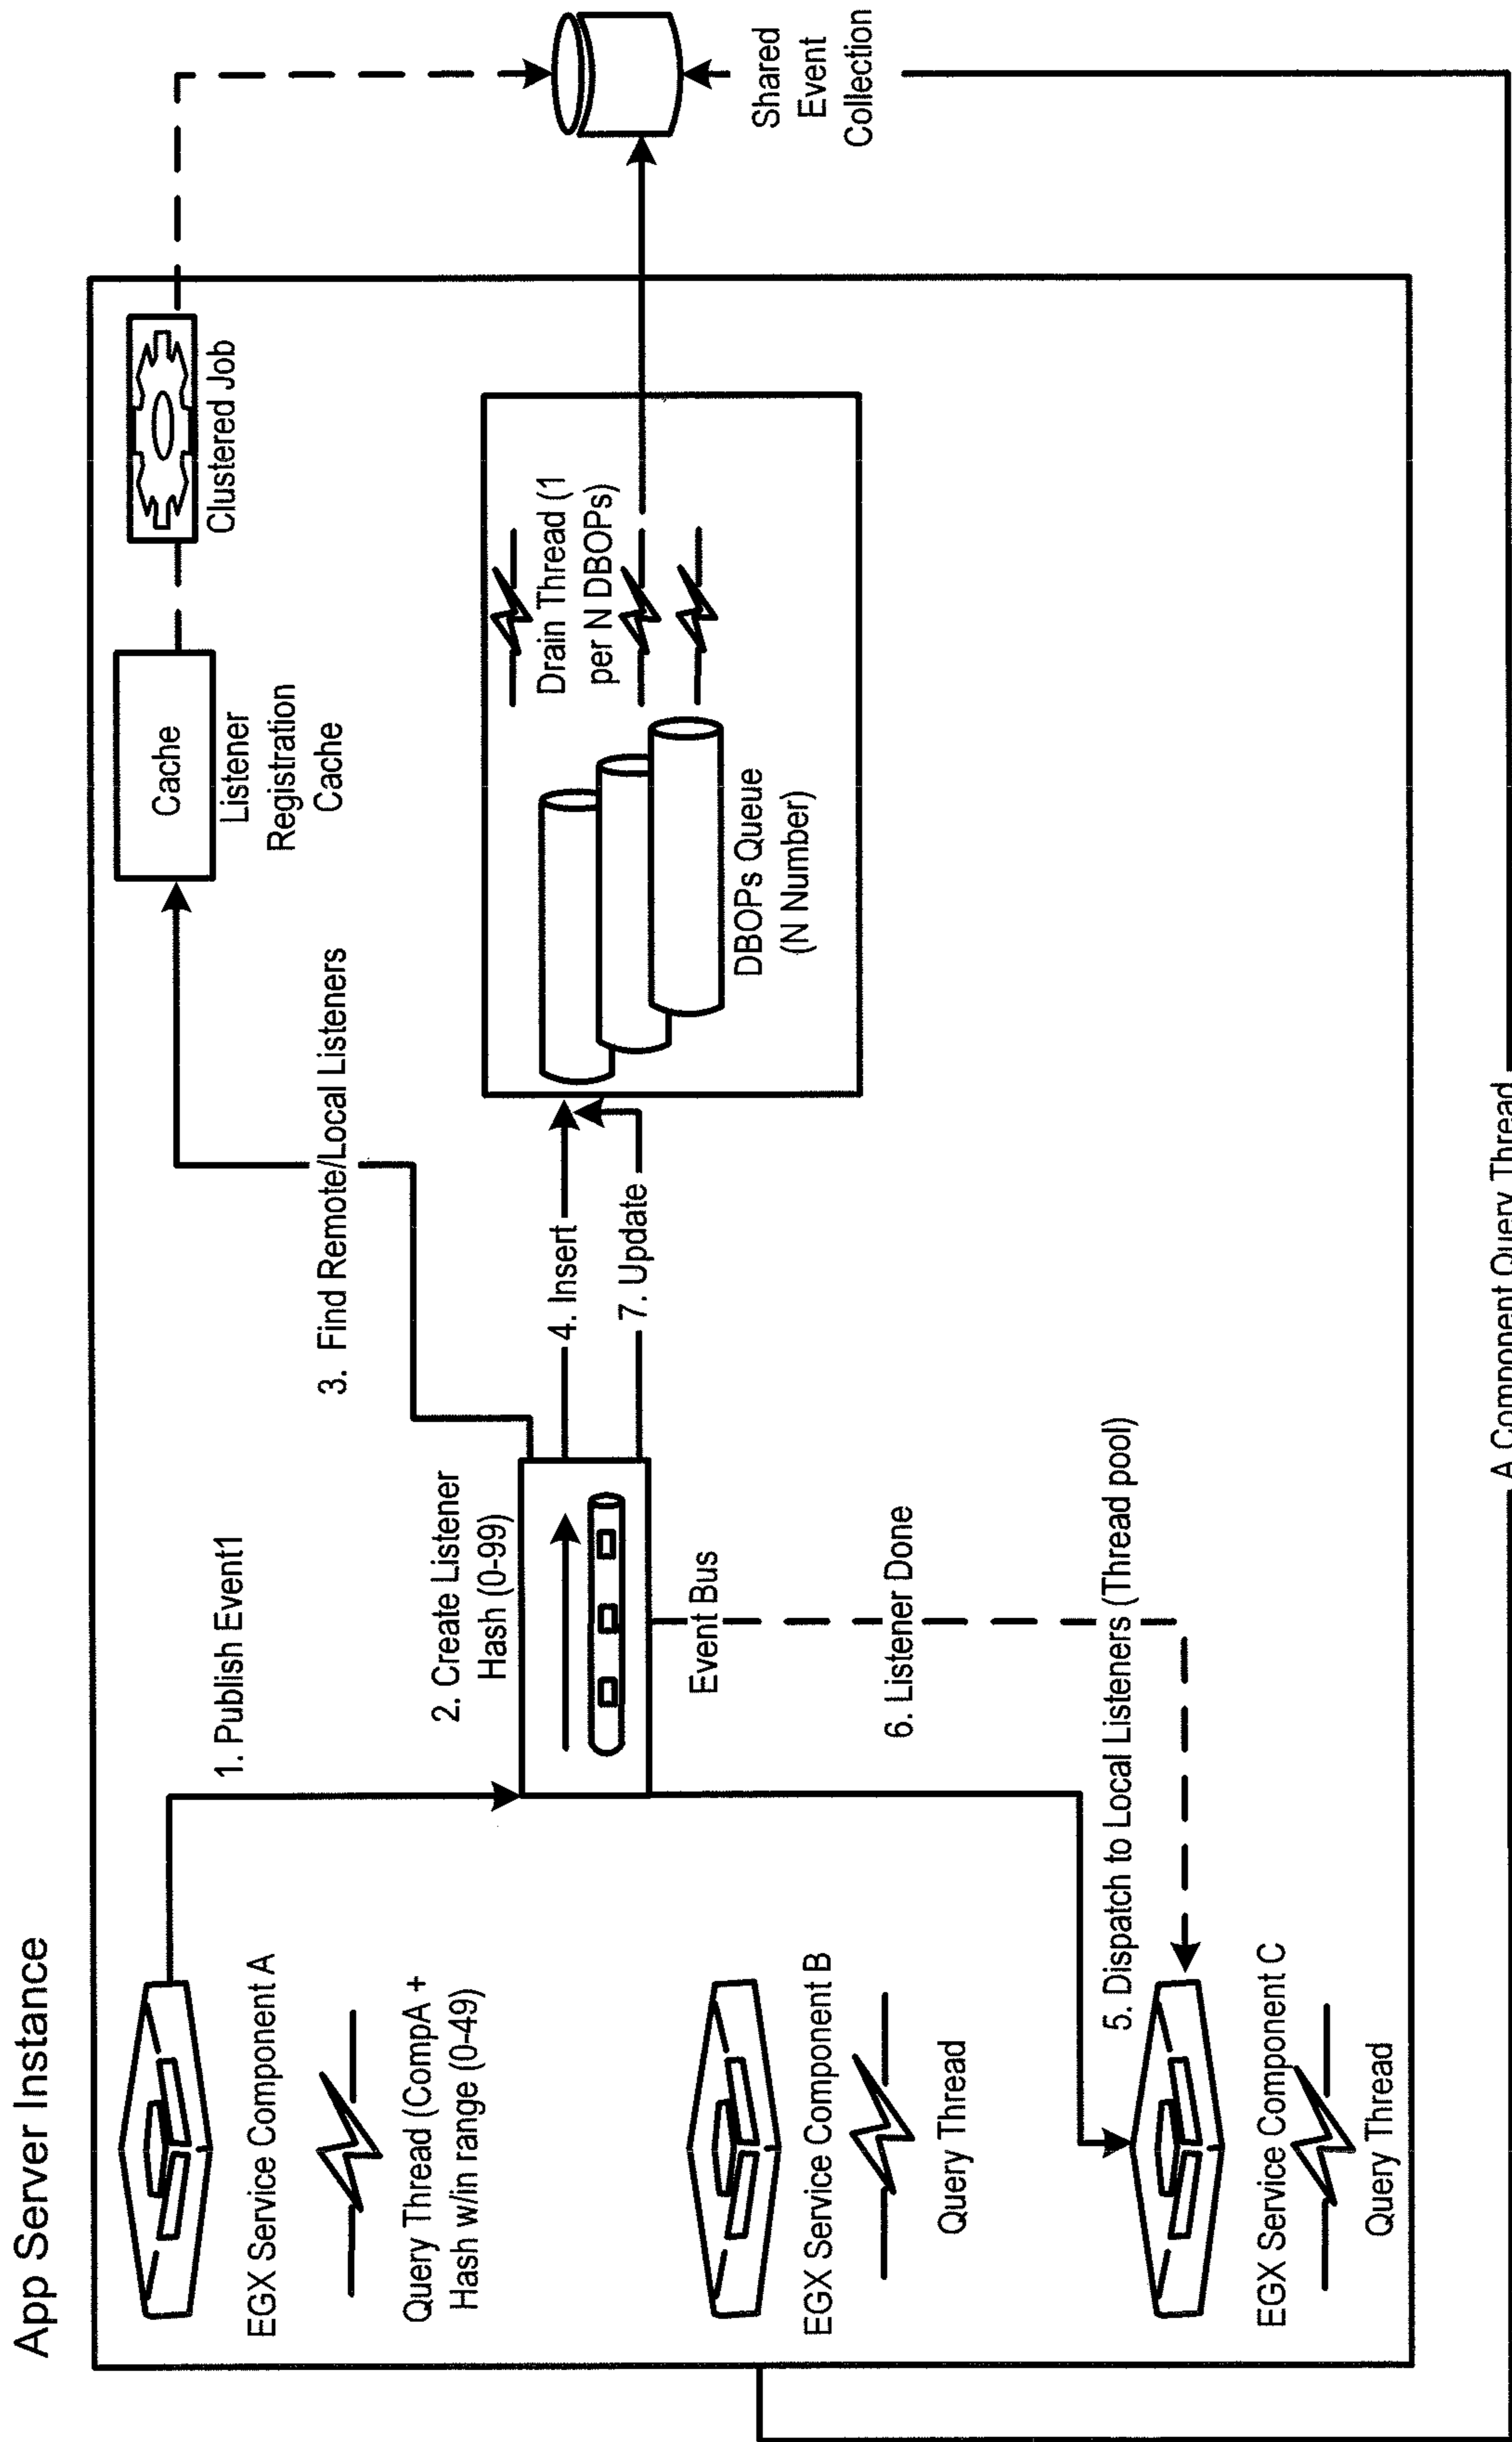 App Server Instance
EGX Service Component A
Query Thread (CompA +
Hash w/in range (0-49)
1. Publish Event1
2. Create Listener
Hash (0-99)
Event Bus
3. Find Remote/Local Listeners
Cache
Listener
Registration
Cache
Clustered Job
4. Insert
7. Update
Drain Thread (1
per N DBOPs)
DBOPs Queue
(N Number)
Shared
Event
Collection
EGX Service Component B
Query Thread
6. Listener Done
5. Dispatch to Local Listeners (Thread pool)
EGX Service Component C
Query Thread
A Component Query Thread